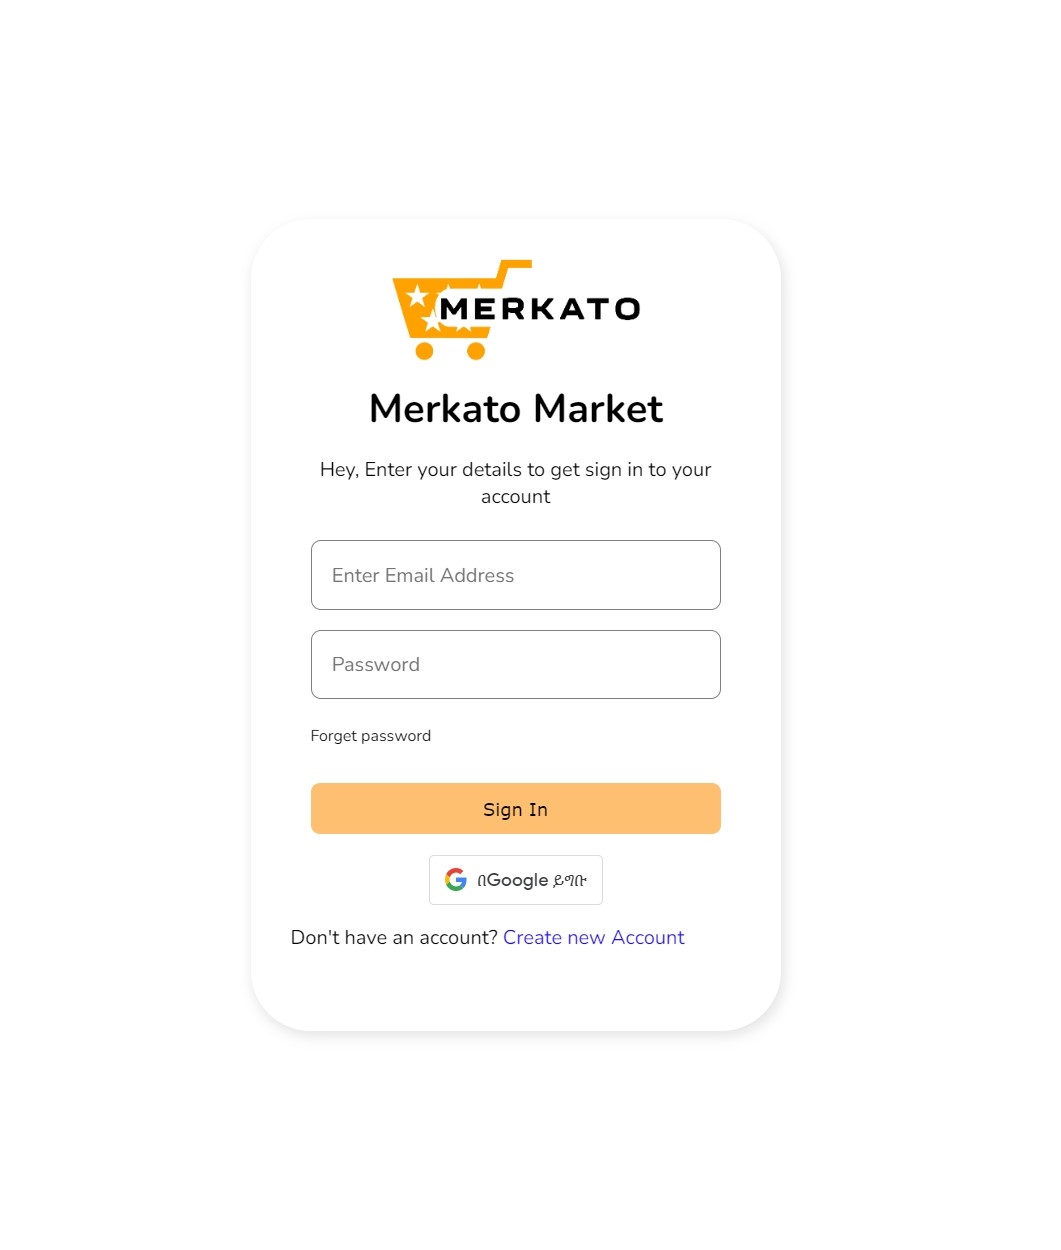 MERKATO
Merkato Market
Hey, Enter your details to get sign in to your
account
Enter Email Address
Password
Forget password
Sign In
በGoogle ይግቡ
Don't have an account? Create new Account